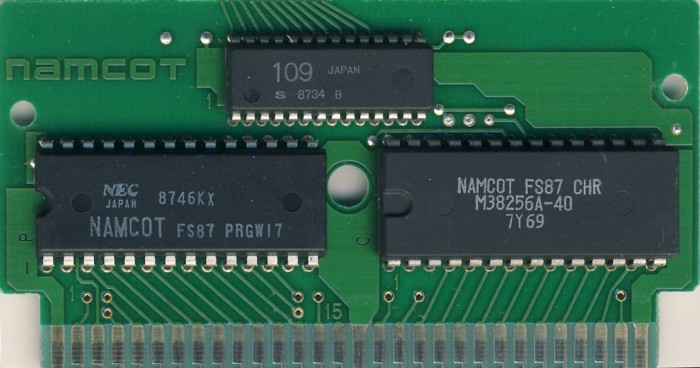 namcot
109 JAPAN
S 8734 B
1
NEC
JAPAN
8746KX
NAMCOT FS87 PRGW17
NAMCOT FS87 CHR
M38256A-40
7Y69
P
C
1
1
15